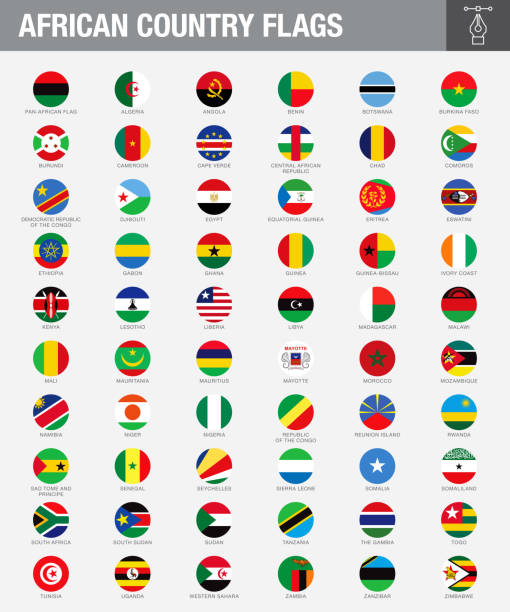 AFRICAN COUNTRY FLAGS
PAN-AFRICAN FLAG
ALGERIA
ANGOLA
BENIN
BOTSWANA
BURKINA FASO
BURUNDI
CAMEROON
CAPE VERDE
CENTRAL AFRICAN
REPUBLIC
CHAD
COMOROS
DEMOCRATIC REPUBLIC
OF THE CONGO
DJIBOUTI
EGYPT
EQUATORIAL GUINEA
ERITREA
ESWATINI
ETHIOPIA
GABON
GHANA
GUINEA
GUINEA-BISSAU
IVORY COAST
KENYA
LESOTHO
LIBERIA
LIBYA
MADAGASCAR
MALAWI
MALI
MAURITANIA
MAURITIUS
MAYOTTE
MAYOTTE
MOROCCO
MOZAMBIQUE
NAMIBIA
NIGER
NIGERIA
REPUBLIC
OF THE CONGO
REUNION ISLAND
RWANDA
SAO TOME AND
PRINCIPE
SENEGAL
SEYCHELLES
SIERRA LEONE
SOMALIA
SOMALILAND
SOUTH AFRICA
SOUTH SUDAN
SUDAN
TANZANIA
THE GAMBIA
TOGO
TUNISIA
UGANDA
WESTERN SAHARA
ZAMBIA
ZANZIBAR
ZIMBABWE